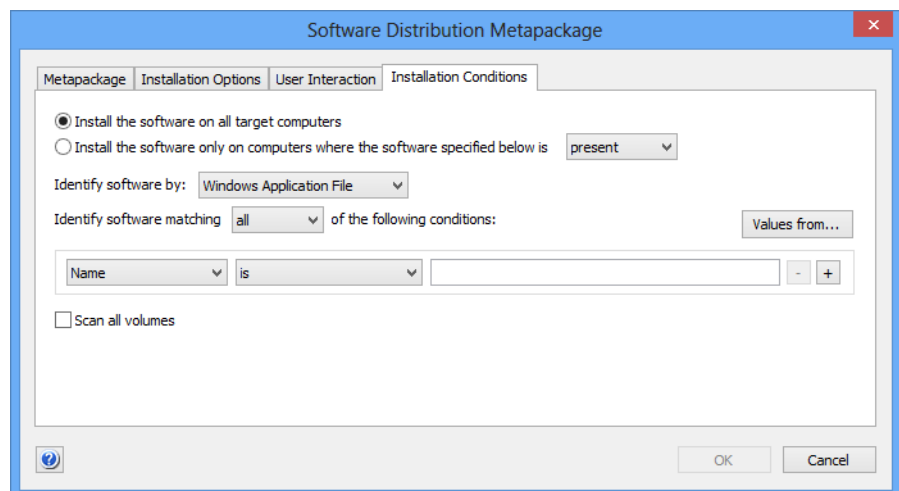 Software Distribution Metapackage
Metapackage Installation Options User Interaction Installation Conditions
Install the software on all target computers
Install the software only on computers where the software specified below is present
Identify software by: Windows Application File
Identify software matching all of the following conditions: Values from...
Name is - +
Scan all volumes
? OK Cancel